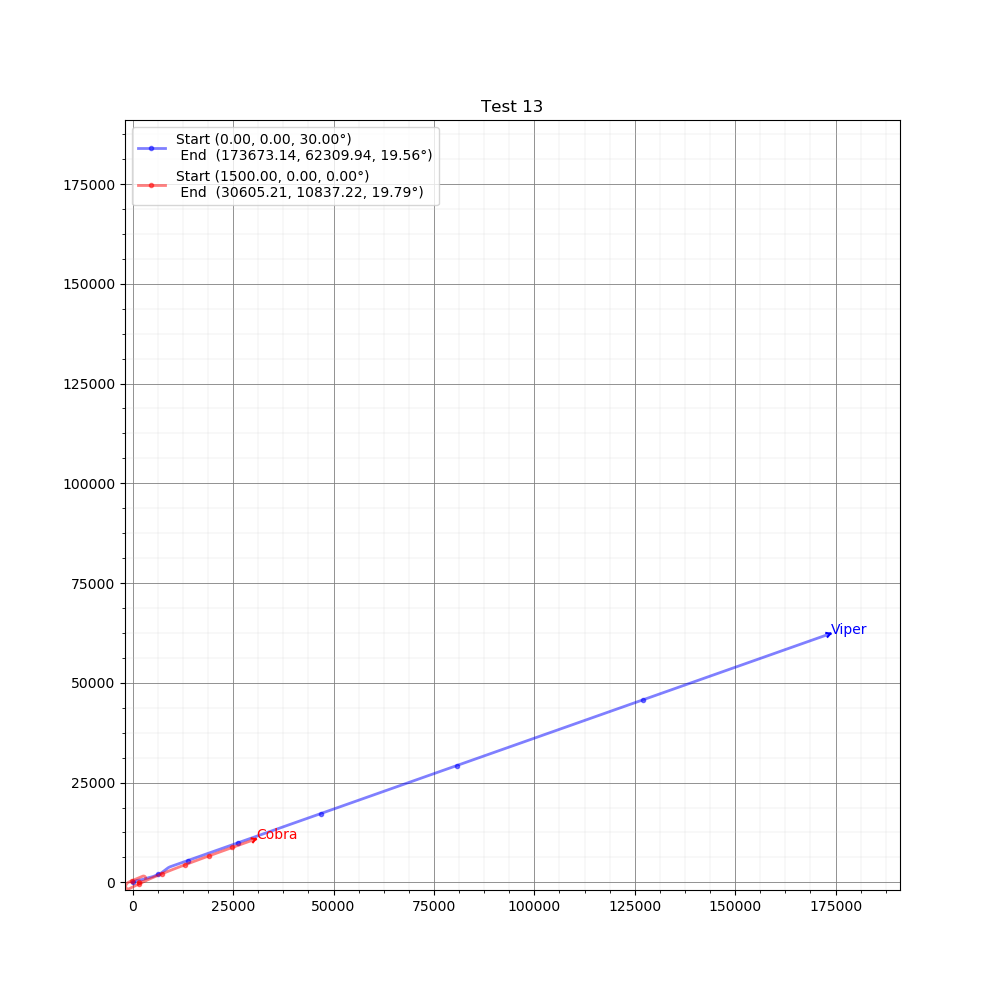 Test 13
Start (0.00, 0.00, 30.00°)
End (173673.14, 62309.94, 19.56°)
Start (1500.00, 0.00, 0.00°)
End (30605.21, 10837.22, 19.79°)
175000
150000
125000
100000
75000
50000
25000
0
Viper
Cobra
0 25000 50000 75000 100000 125000 150000 175000